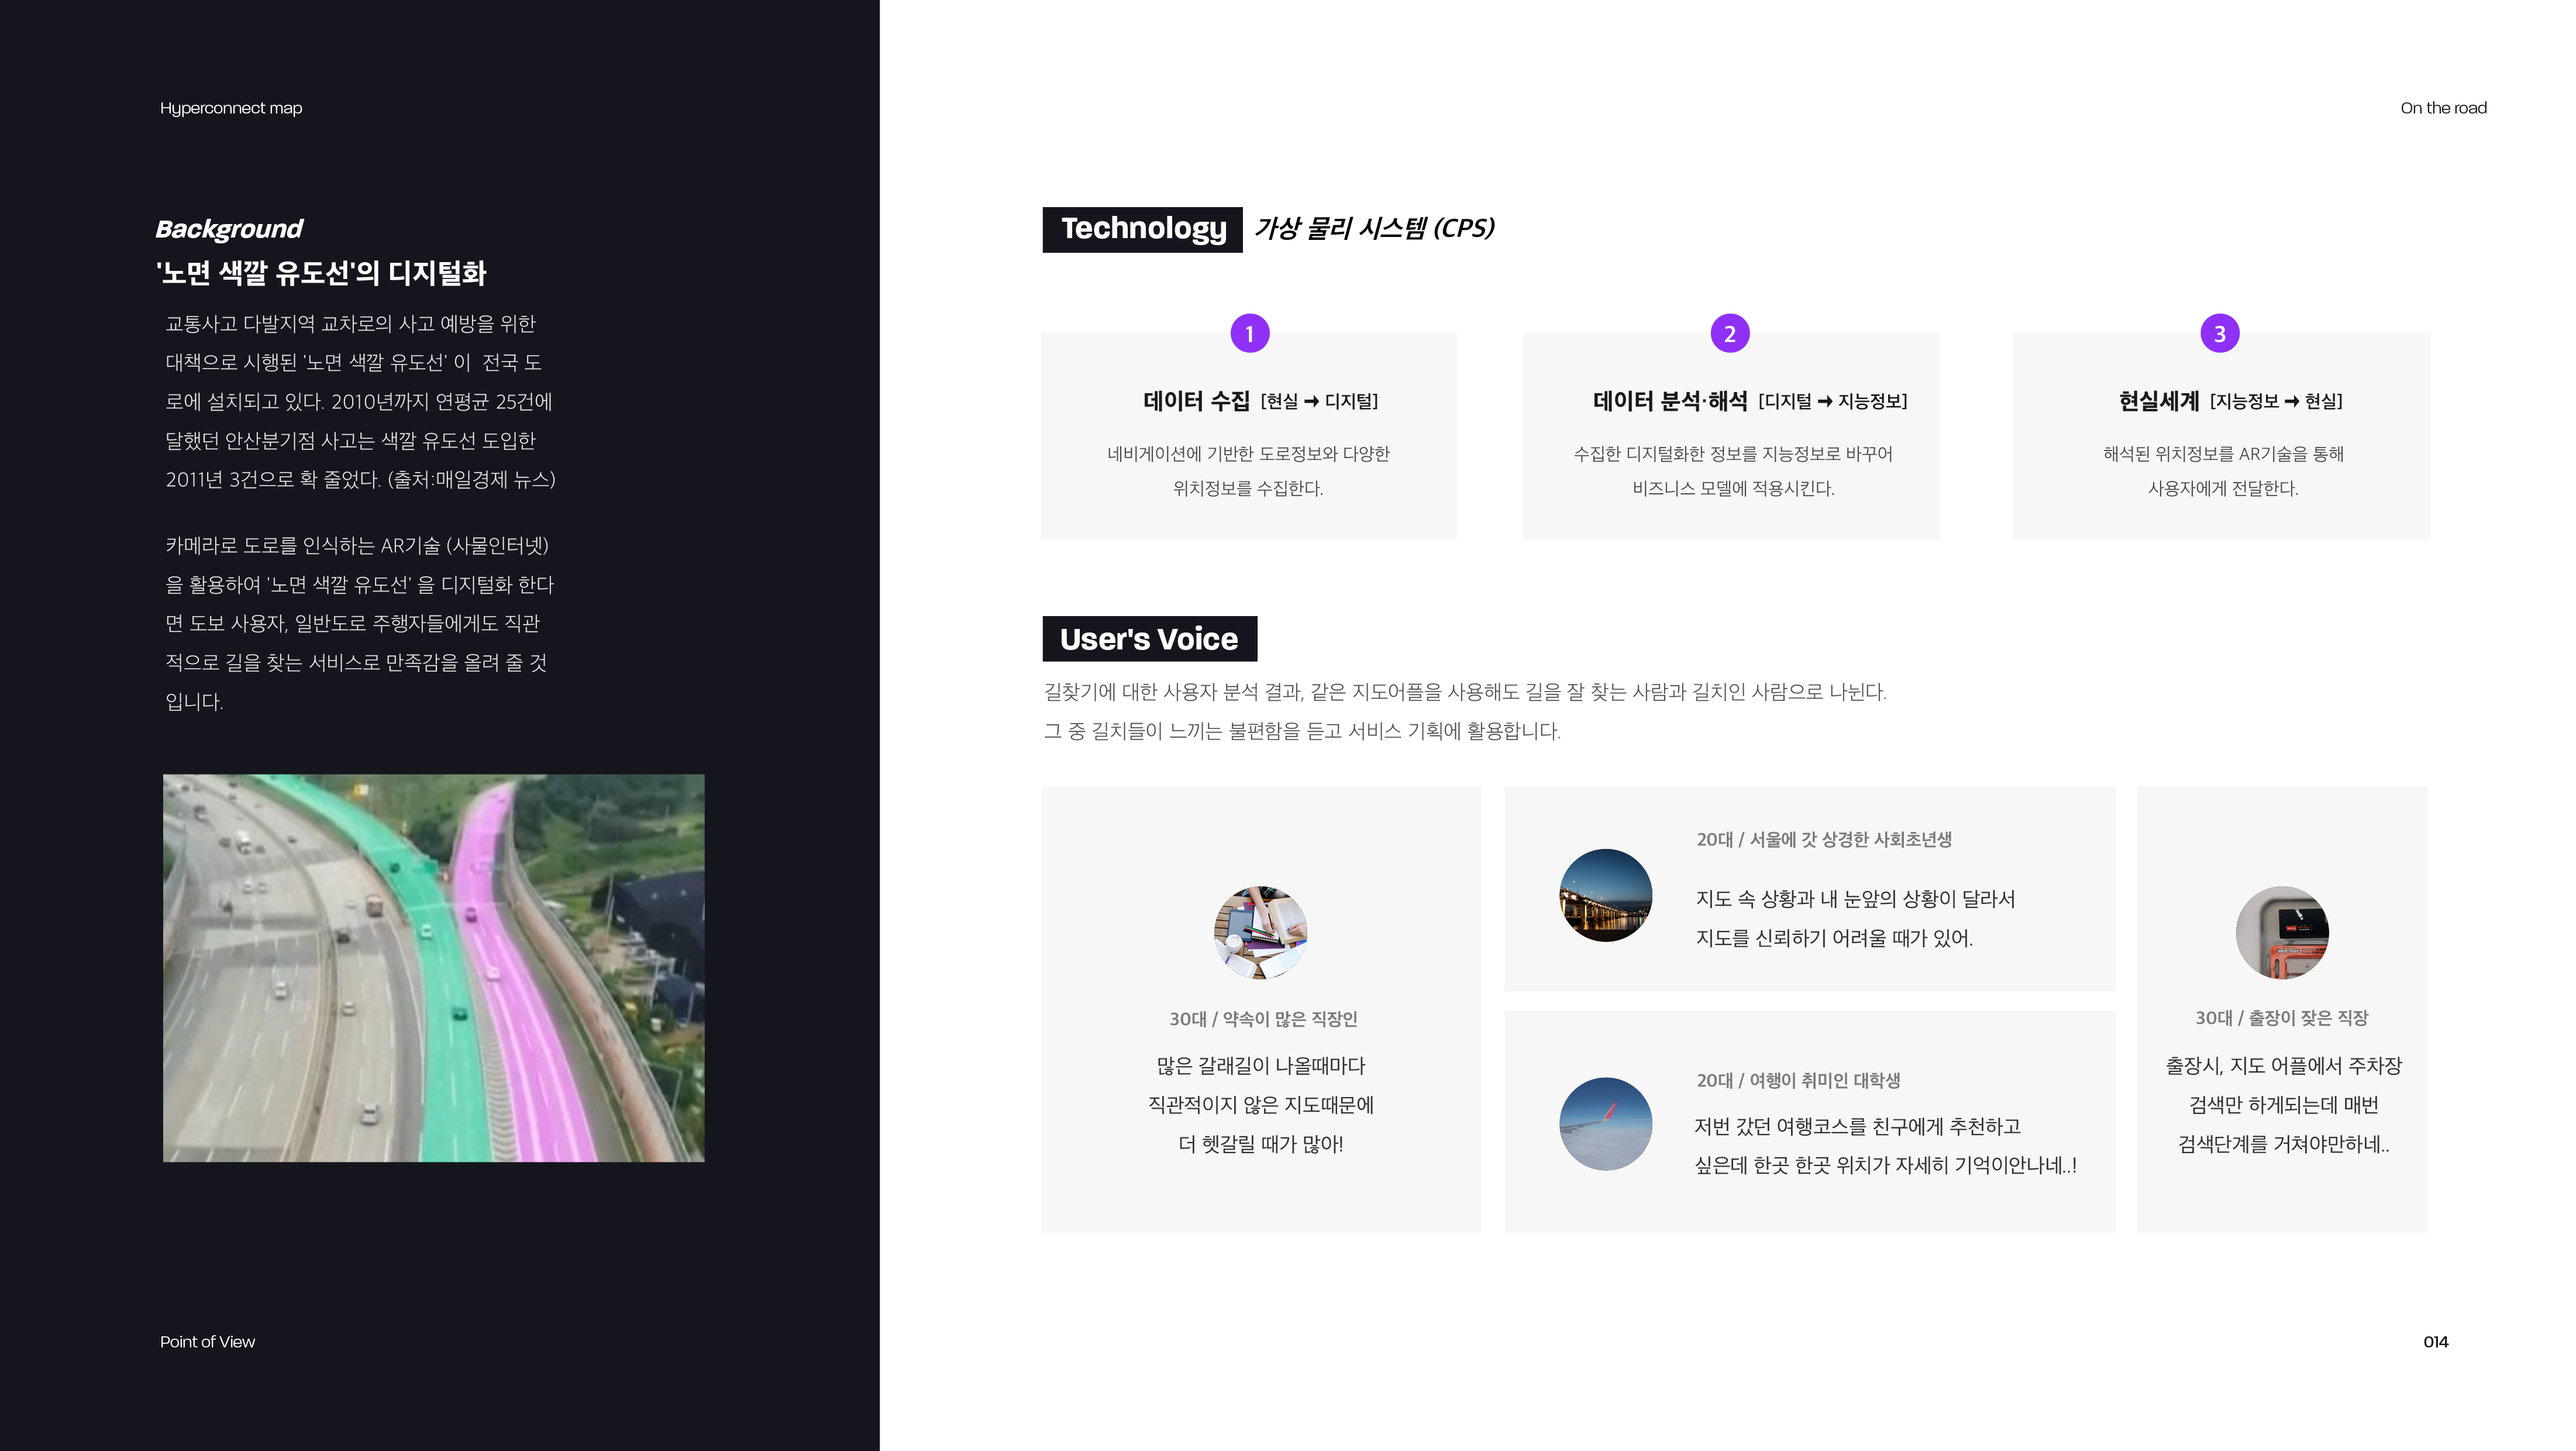 Hyperconnect map
On the road
Background
'노면 색깔 유도선'의 디지털화
교통사고 다발지역 교차로의 사고 예방을 위한
대책으로 시행된 '노면 색깔 유도선' 이  전국 도
로에 설치되고 있다. 2010년까지 연평균 25건에
달했던 안산분기점 사고는 색깔 유도선 도입한
2011년 3건으로 확 줄었다. (출처:매일경제 뉴스)
카메라로 도로를 인식하는 AR기술 (사물인터넷)
을 활용하여 '노면 색깔 유도선' 을 디지털화 한다
면 도보 사용자, 일반도로 주행자들에게도 직관
적으로 길을 찾는 서비스로 만족감을 올려 줄 것
입니다.
Technology 가상 물리 시스템 (CPS)
1
데이터 수집 [현실 → 디지털]
네비게이션에 기반한 도로정보와 다양한
위치정보를 수집한다.
2
데이터 분석·해석 [디지털 → 지능정보]
수집한 디지털화한 정보를 지능정보로 바꾸어
비즈니스 모델에 적용시킨다.
3
현실세계 [지능정보 → 현실]
해석된 위치정보를 AR기술을 통해
사용자에게 전달한다.
User's Voice
길찾기에 대한 사용자 분석 결과, 같은 지도어플을 사용해도 길을 잘 찾는 사람과 길치인 사람으로 나뉜다.
그 중 길치들이 느끼는 불편함을 듣고 서비스 기획에 활용합니다.
30대 / 약속이 많은 직장인
많은 갈래길이 나올때마다
직관적이지 않은 지도때문에
더 헷갈릴 때가 많아!
20대 / 서울에 갓 상경한 사회초년생
지도 속 상황과 내 눈앞의 상황이 달라서
지도를 신뢰하기 어려울 때가 있어.
20대 / 여행이 취미인 대학생
저번 갔던 여행코스를 친구에게 추천하고
싶은데 한곳 한곳 위치가 자세히 기억이안나네..!
30대 / 출장이 잦은 직장
출장시, 지도 어플에서 주차장
검색만 하게되는데 매번
검색단계를 거쳐야만하네..
Point of View
014